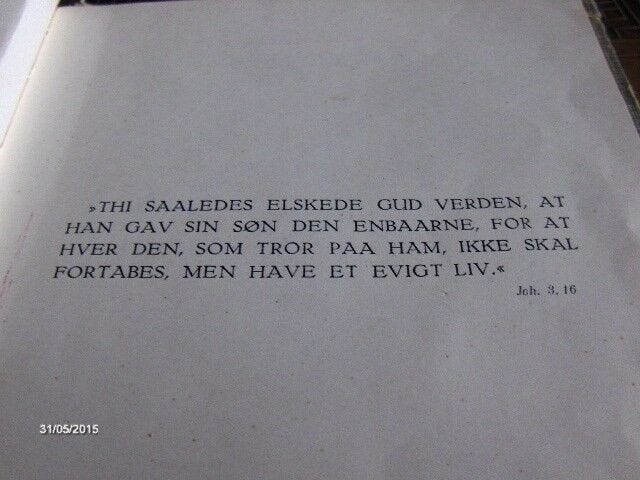 »THI SAALEDES ELSKEDE GUD VERDEN, AT
HAN GAV SIN SØN DEN ENBAARNE, FOR AT
HVER DEN, SOM TROR PAA HAM, IKKE SKAL
FORTABES, MEN HAVE ET EVIGT LIV.«
Joh. 3, 16
31/05/2015